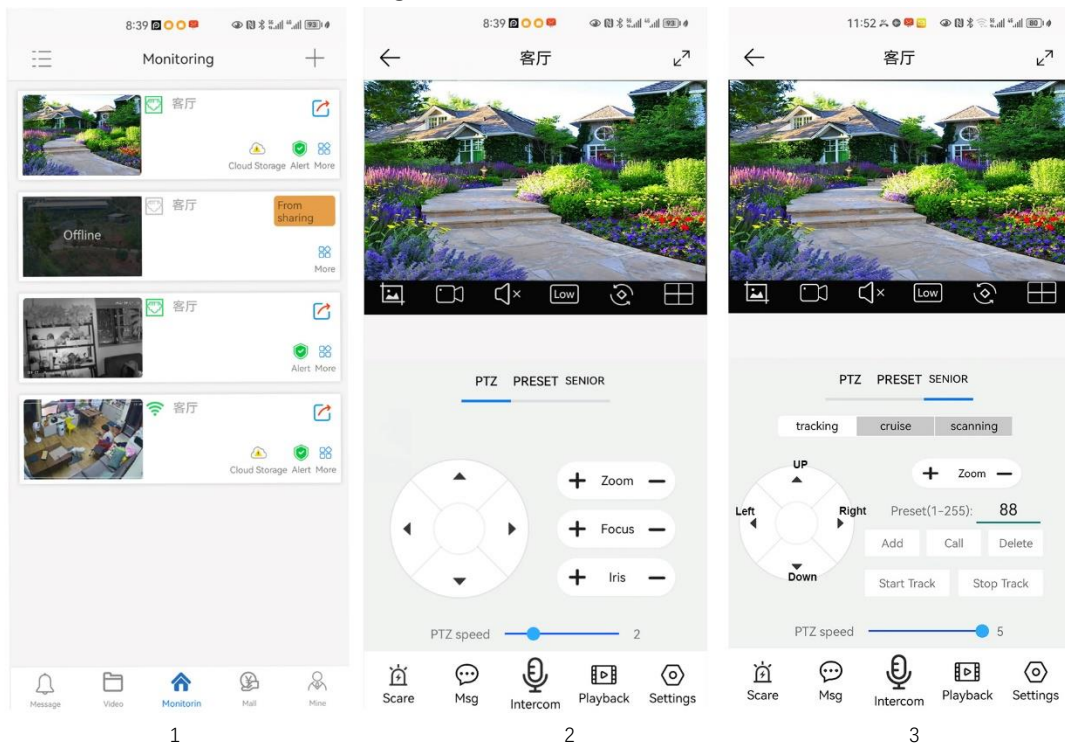 8:39
93
Monitoring
客厅
Cloud Storage Alert More
Offline
客厅
From
sharing
More
客厅
Alert More
客厅
Cloud Storage Alert More
Message Video Monitorin Mall Mine
1
8:39
93
客厅
Low
PTZ PRESET SENIOR
+ Zoom −
+ Focus −
+ Iris −
PTZ speed 2
Scare Msg Intercom Playback Settings
2
11:52
80
客厅
Low
PTZ PRESET SENIOR
tracking cruise scanning
UP
Left
Right
Down
+ Zoom −
Preset(1-255): 88
Add Call Delete
Start Track Stop Track
PTZ speed 5
Scare Msg Intercom Playback Settings
3